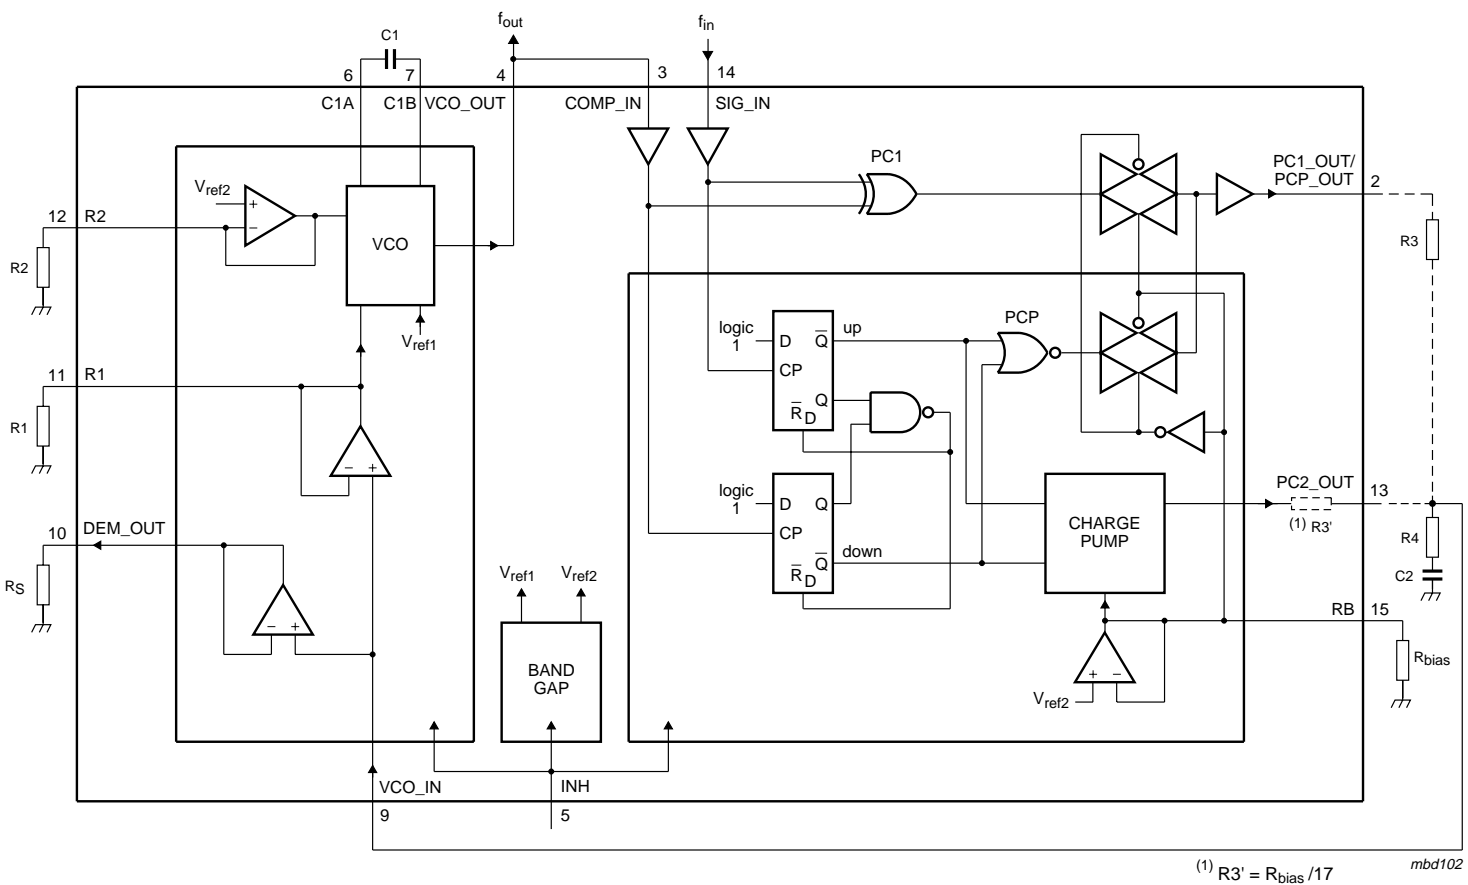 fout
fin
C1
6
7
4
3
14
C1A
C1B
VCO_OUT
COMP_IN
SIG_IN
PC1
PC1_OUT/
PCP_OUT
2
Vref2
+
−
12
R2
R2
VCO
R3
Vref1
logic
1
D
Q̅
up
CP
Q
R̅D
PCP
11
R1
R1
−
+
logic
1
D
Q
CP
Q̅
R̅D
down
CHARGE
PUMP
PC2_OUT
13
(1) R3'
R4
C2
10
DEM_OUT
RS
−
+
Vref1
Vref2
BAND
GAP
RB
15
Rbias
+
−
Vref2
VCO_IN
9
INH
5
(1) R3' = Rbias /17
mbd102